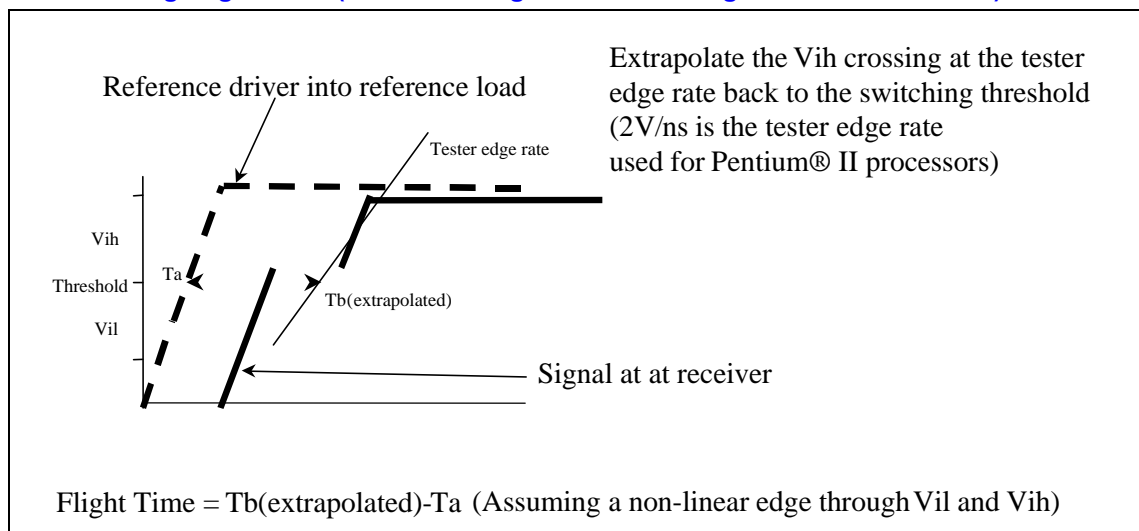 Extrapolate the Vih crossing at the tester
edge rate back to the switching threshold
(2V/ns is the tester edge rate
used for Pentium® II processors)
Reference driver into reference load
Tester edge rate
Vih
Threshold
Vil
Ta
Tb(extrapolated)
Signal at at receiver
Flight Time = Tb(extrapolated)-Ta (Assuming a non-linear edge through Vil and Vih)